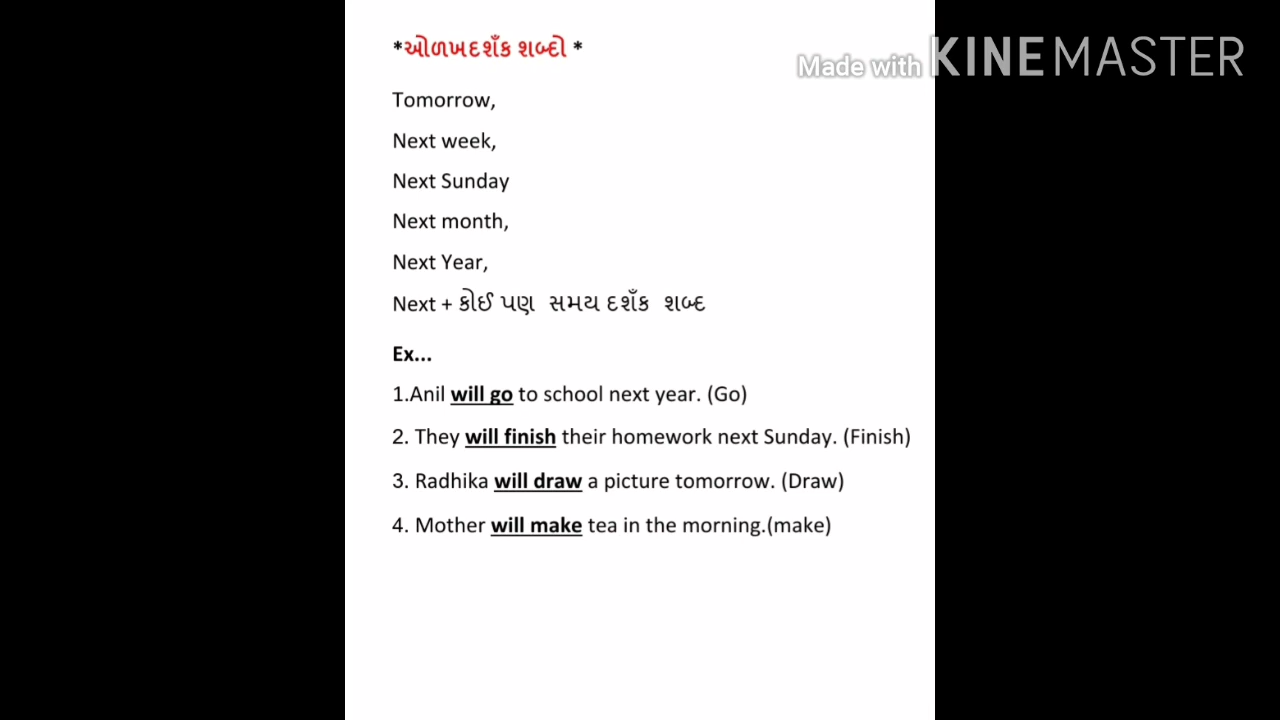 *ઓળખદર્શક શબ્દો *
Made with KINEMASTER
Tomorrow,
Next week,
Next Sunday
Next month,
Next Year,
Next + કોઈ પણ સમય દર્શક શબ્દ
Ex...
1.Anil will go to school next year. (Go)
2. They will finish their homework next Sunday. (Finish)
3. Radhika will draw a picture tomorrow. (Draw)
4. Mother will make tea in the morning.(make)